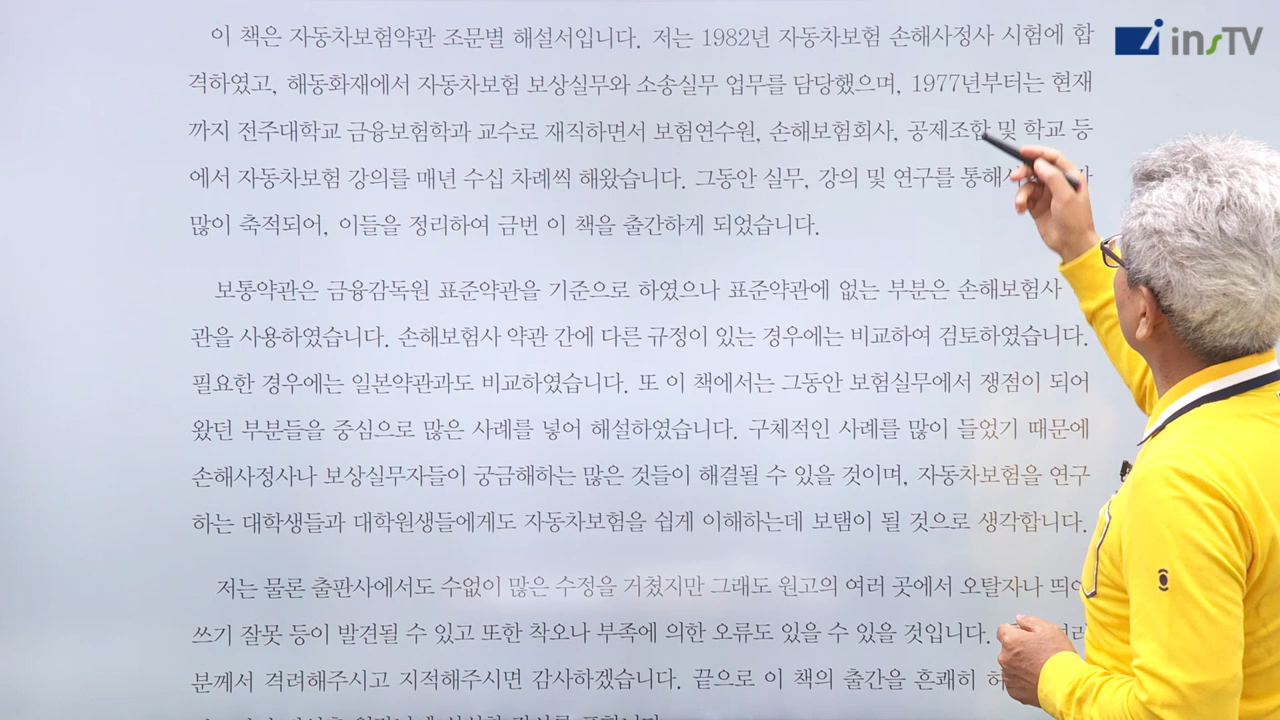 insTV
이 책은 자동차보험약관 조문별 해설서입니다. 저는 1982년 자동차보험 손해사정사 시험에 합
격하였고, 해동화재에서 자동차보험 보상실무와 소송실무 업무를 담당했으며, 1977년부터는 현재
까지 전주대학교 금융보험학과 교수로 재직하면서 보험연수원, 손해보험회사, 공제조합 및 학교 등
에서 자동차보험 강의를 매년 수십 차례씩 해왔습니다. 그동안 실무, 강의 및 연구를 통해서
많이 축적되어, 이들을 정리하여 금번 이 책을 출간하게 되었습니다.
보통약관은 금융감독원 표준약관을 기준으로 하였으나 표준약관에 없는 부분은 손해보험사
관을 사용하였습니다. 손해보험사 약관 간에 다른 규정이 있는 경우에는 비교하여 검토하였습니다.
필요한 경우에는 일본약관과도 비교하였습니다. 또 이 책에서는 그동안 보험실무에서 쟁점이 되어
왔던 부분들을 중심으로 많은 사례를 넣어 해설하였습니다. 구체적인 사례를 많이 들었기 때문에
손해사정사나 보상실무자들이 궁금해하는 많은 것들이 해결될 수 있을 것이며, 자동차보험을 연구
하는 대학생들과 대학원생들에게도 자동차보험을 쉽게 이해하는데 보탬이 될 것으로 생각합니다.
저는 물론 출판사에서도 수없이 많은 수정을 거쳤지만 그래도 원고의 여러 곳에서 오탈자나 띄어
쓰기 잘못 등이 발견될 수 있고 또한 착오나 부족에 의한 오류도 있을 수 있을 것입니다.
분께서 격려해주시고 지적해주시면 감사하겠습니다. 끝으로 이 책의 출간을 흔쾌히